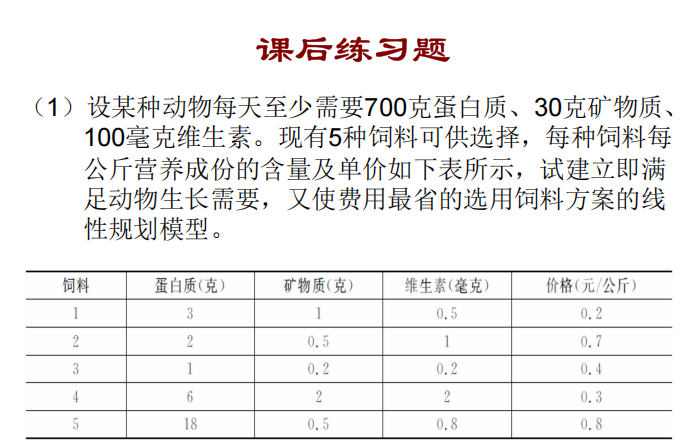 课后练习题
（1）设某种动物每天至少需要700克蛋白质、30克矿物质、
100毫克维生素。现有5种饲料可供选择，每种饲料每
公斤营养成份的含量及单价如下表所示，试建立即满
足动物生长需要，又使费用最省的选用饲料方案的线
性规划模型。
饲料 蛋白质(克) 矿物质(克) 维生素(毫克) 价格(元/公斤)
1 3 1 0.5 0.2
2 2 0.5 1 0.7
3 1 0.2 0.2 0.4
4 6 2 2 0.3
5 18 0.5 0.8 0.8